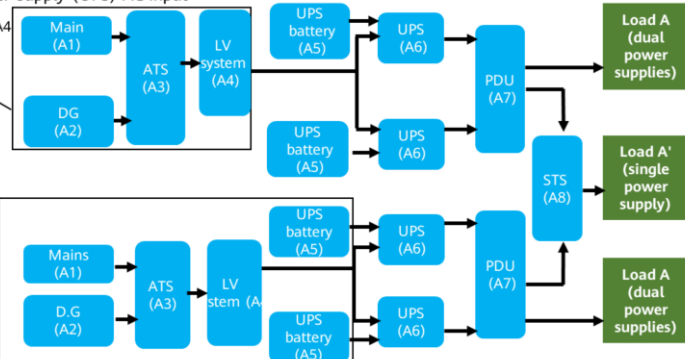 Main
(A1)
DG
(A2)
ATS
(A3)
LV
system
(A4)
UPS
battery
(A5)
UPS
(A6)
UPS
battery
(A5)
UPS
(A6)
PDU
(A7)
Load A
(dual
power
supplies)
STS
(A8)
Load A'
(single
power
supply)
Mains
(A1)
D.G
(A2)
ATS
(A3)
LV
UPS
battery
(A5)
UPS
(A6)
UPS
battery
(A5)
UPS
(A6)
PDU
(A7)
Load A
(dual
power
supplies)